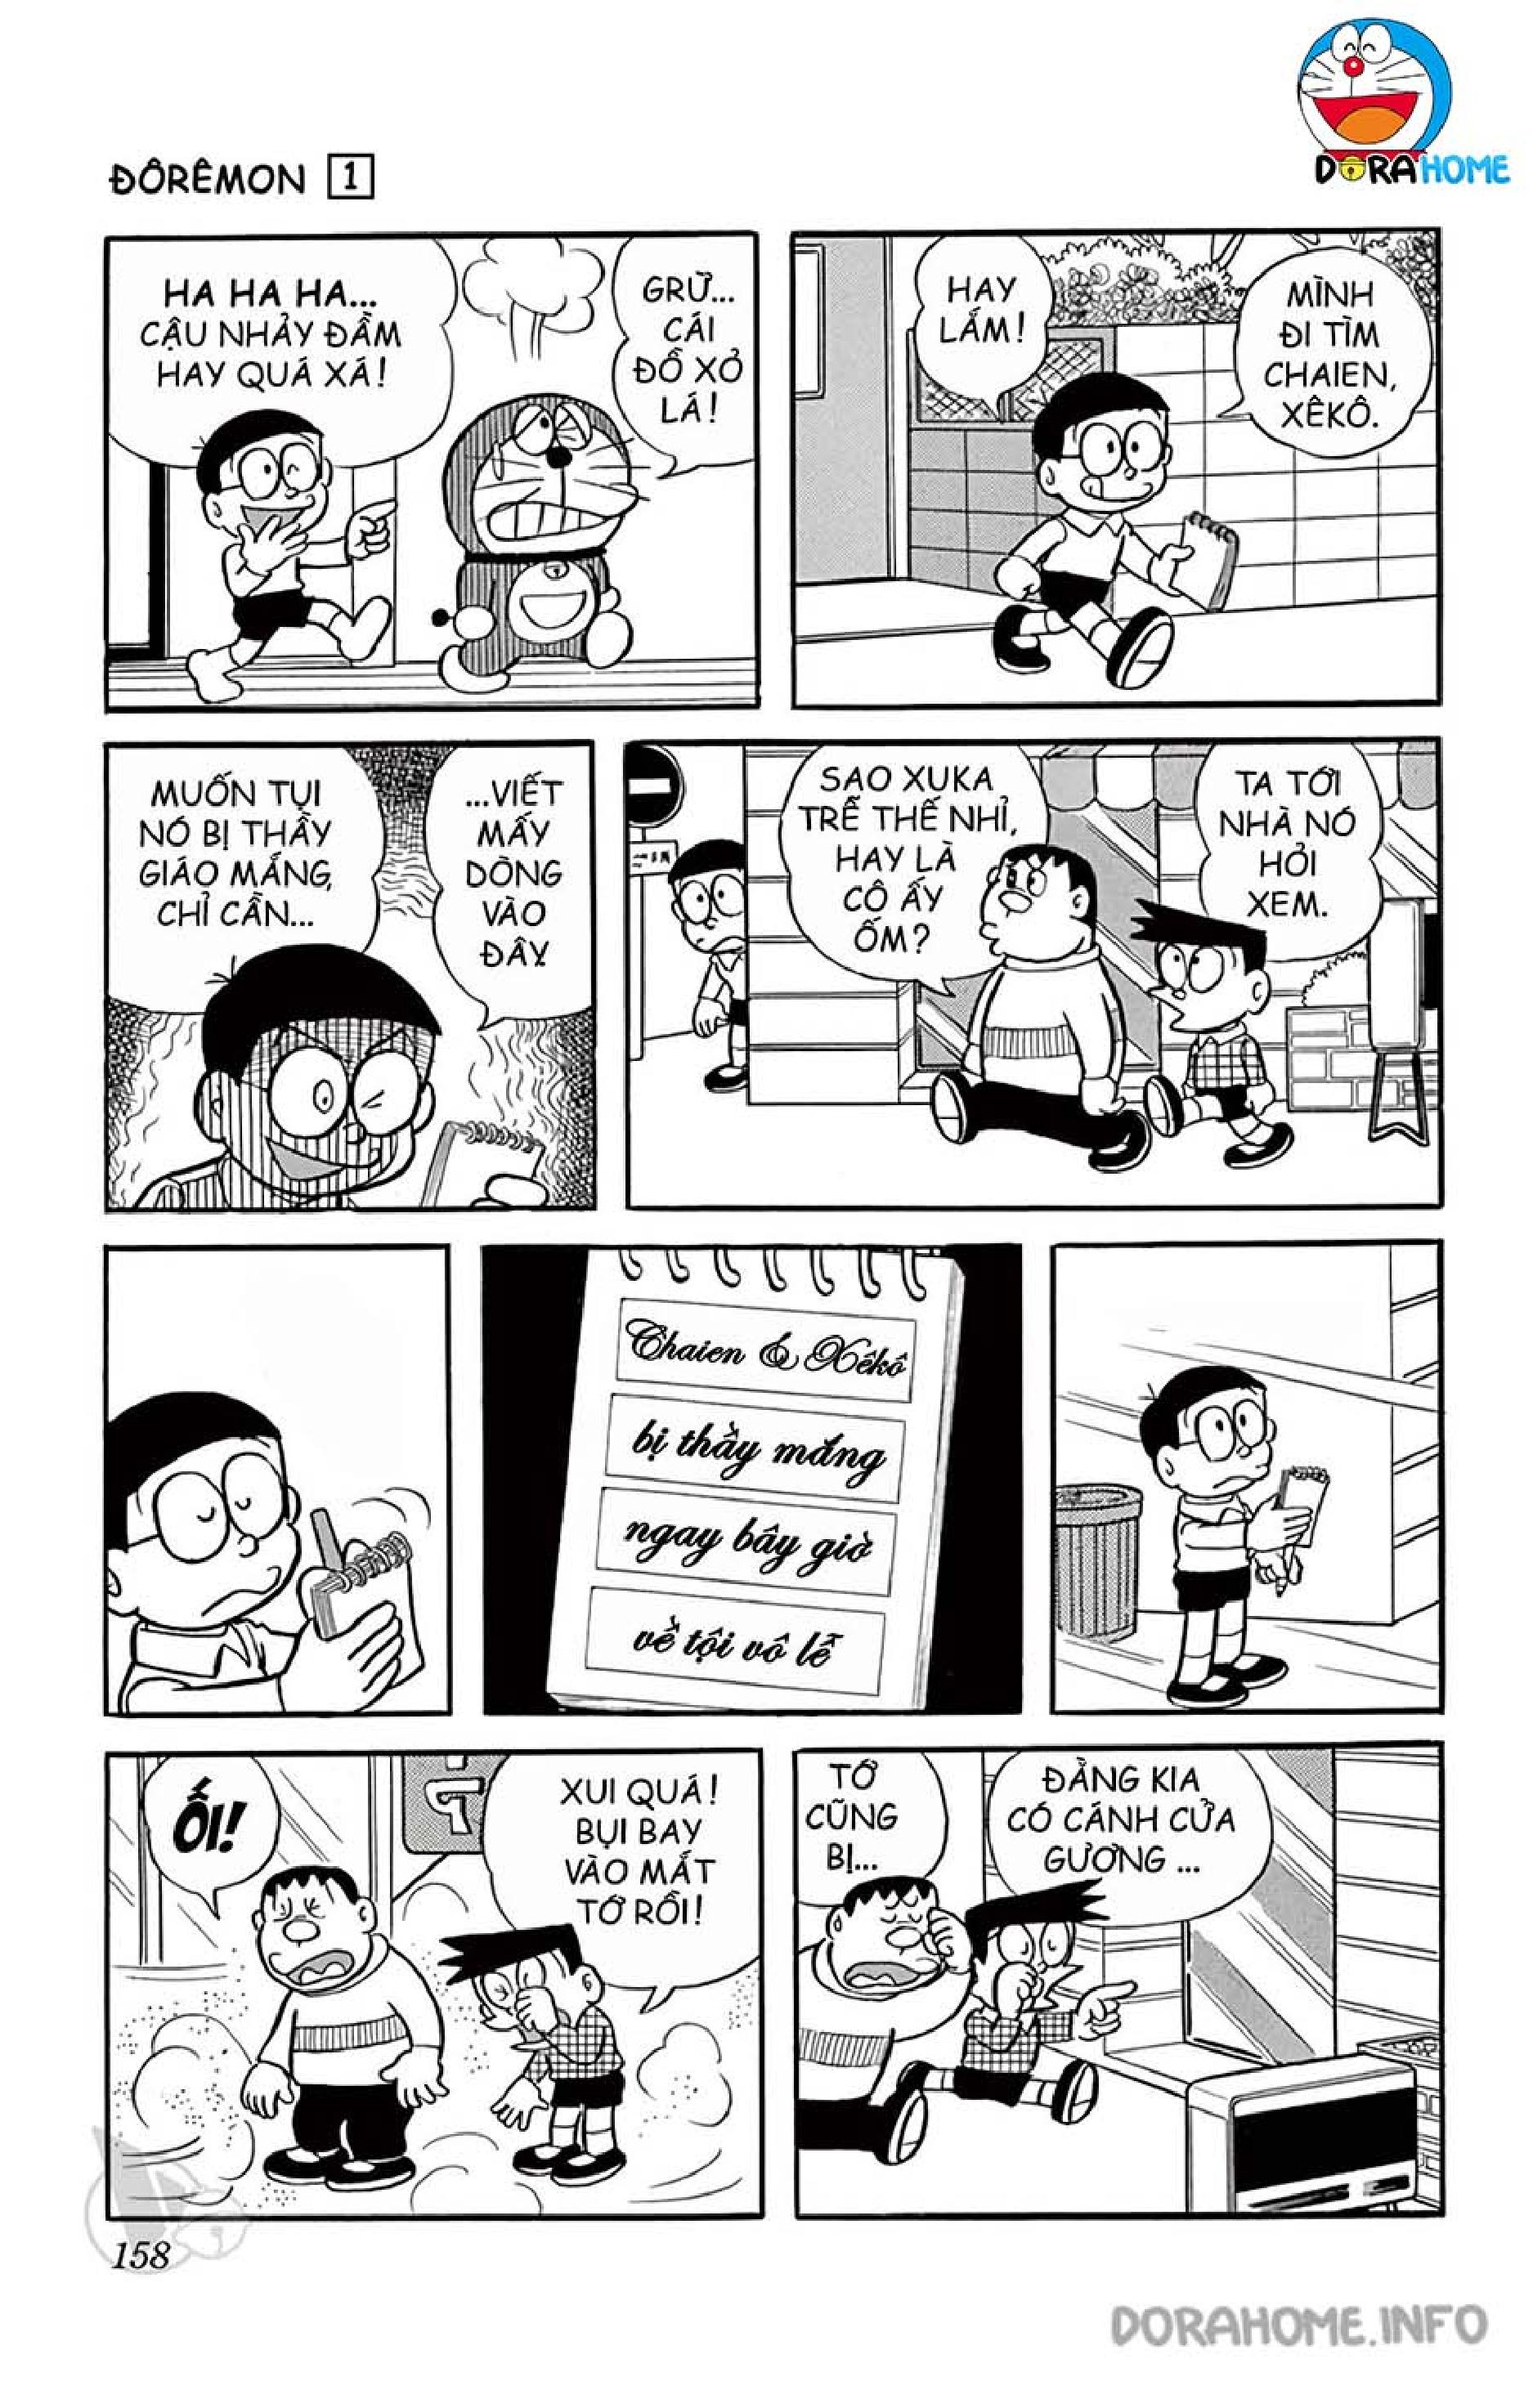 DORAHOME
ĐÔRÊMON 1
HA HA HA...
CẬU NHẢY ĐẦM
HAY QUÁ XÁ!
GRỪ...
CÁI
ĐỒ XỎ
LÁ!
HAY
LẮM!
MÌNH
ĐI TÌM
CHAIEN,
XÊKÔ.
MUỐN TỤI
NÓ BỊ THẦY
GIÁO MẮNG,
CHỈ CẦN...
...VIẾT
MẤY
DÒNG
VÀO
ĐÂY.
SAO XUKA
TRỄ THẾ NHỈ,
HAY LÀ
CÔ ẤY
ỐM?
TA TỚI
NHÀ NÓ
HỎI
XEM.
Chaien & Xêkô
bị thầy mắng
ngay bây giờ
về tội vô lễ
ỐI!
XUI QUÁ!
BỤI BAY
VÀO MẮT
TỚ RỒI!
TỚ
CŨNG
BỊ...
ĐẰNG KIA
CÓ CÁNH CỬA
GƯƠNG ...
158
DORAHOME.INFO